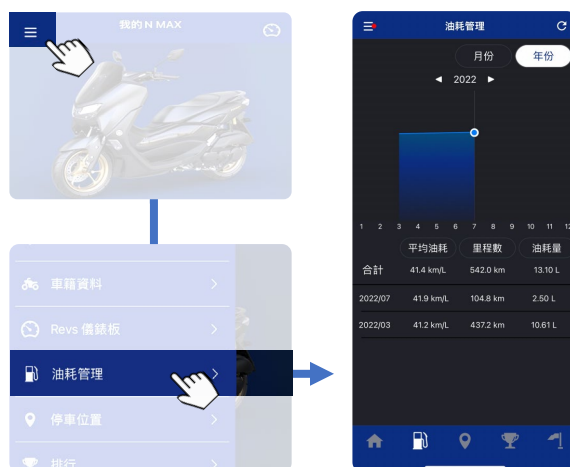 我的 N MAX
車籍資料
Revs 儀錶板
油耗管理
停車位置
排行
油耗管理
月份 年份
2022
1 2 3 4 5 6 7 8 9 10 11 12
平均油耗 里程數 油耗量
合計 41.4 km/L 542.0 km 13.10 L
2022/07 41.9 km/L 104.8 km 2.50 L
2022/03 41.2 km/L 437.2 km 10.61 L